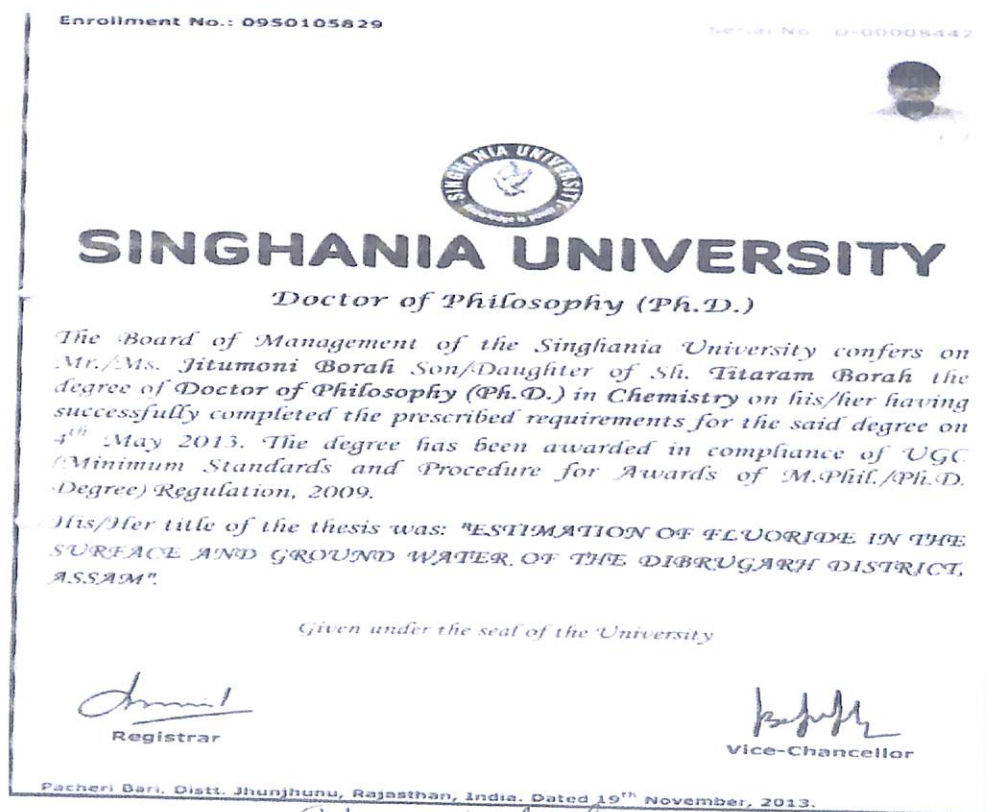 Enrollment No.: 0950105829
Serial No. D-00008442
SINGHANIA UNIVERSITY
SINGHANIA UNIVERSITY
Doctor of Philosophy (Ph.D.)
The Board of Management of the Singhania University confers on
Mr./Ms. Jitumoni Borah Son/Daughter of Sh. Titaram Borah the
degree of Doctor of Philosophy (Ph.D.) in Chemistry on his/her having
successfully completed the prescribed requirements for the said degree on
4th May 2013. The degree has been awarded in compliance of UGC
(Minimum Standards and Procedure for Awards of M.Phil./Ph.D.
Degree) Regulation, 2009.
His/Her title of the thesis was: "ESTIMATION OF FLUORIDE IN THE
SURFACE AND GROUND WATER OF THE DIBRUGARH DISTRICT,
ASSAM".
Given under the seal of the University
Registrar
Vice-Chancellor
Pacheri Bari, Distt. Jhunjhunu, Rajasthan, India. Dated 19th November, 2013.